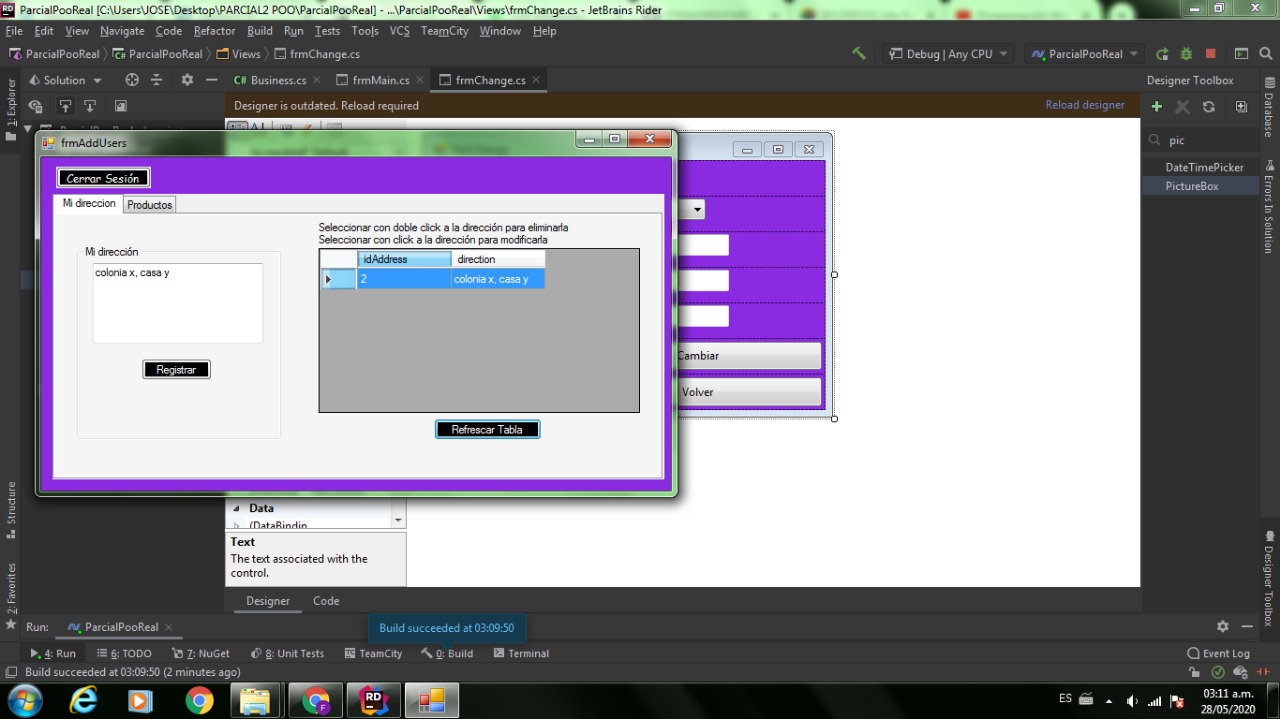 ParcialPooReal [C:\Users\JOSE\Desktop\PARCIAL2 POO\ParcialPooReal] - ...\ParcialPooReal\Views\frmChange.cs - JetBrains Rider
File Edit View Navigate Code Refactor Build Run Tests Tools VCS TeamCity Window Help
ParcialPooReal ParcialPooReal Views frmChange.cs
Debug | Any CPU
ParcialPooReal
Solution
C# Business.cs
frmMain.cs
frmChange.cs
Designer Toolbox
1: Explorer
Designer is outdated. Reload required
Reload designer
pic
DateTimePicker
PictureBox
Database
Errors In Solution
Designer Toolbox
frmAddUsers
Cerrar Sesión
Mi direccion Productos
Seleccionar con doble click a la dirección para eliminarla
Seleccionar con click a la dirección para modificarla
Mi dirección
colonia x, casa y
Registrar
idAddress direction
2 colonia x, casa y
Refrescar Tabla
Cambiar
Volver
Data
(DataBindin
Text
The text associated with the
control.
Structure
2: Favorites
Designer Code
Run: ParcialPooReal
Build succeeded at 03:09:50
4: Run 6: TODO 7: NuGet 8: Unit Tests TeamCity 0: Build Terminal
Event Log
Build succeeded at 03:09:50 (2 minutes ago)
ES
03:11 a.m.
28/05/2020